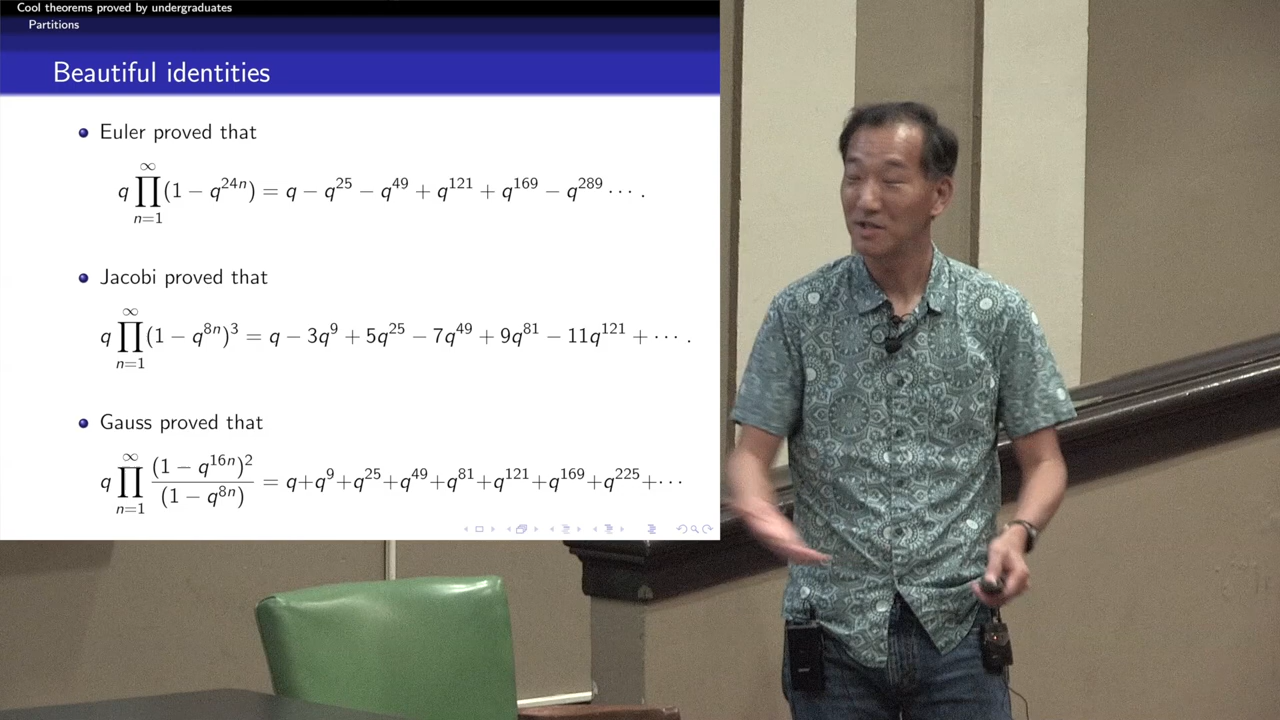 Cool theorems proved by undergraduates
Partitions
Beautiful identities
Euler proved that
q ∏_{n=1}^{∞} (1 − q^{24n}) = q − q^{25} − q^{49} + q^{121} + q^{169} − q^{289} ⋯ .
Jacobi proved that
q ∏_{n=1}^{∞} (1 − q^{8n})^3 = q − 3q^9 + 5q^{25} − 7q^{49} + 9q^{81} − 11q^{121} + ⋯ .
Gauss proved that
q ∏_{n=1}^{∞} \frac{(1 − q^{16n})^2}{(1 − q^{8n})} = q+q^9+q^{25}+q^{49}+q^{81}+q^{121}+q^{169}+q^{225}+⋯